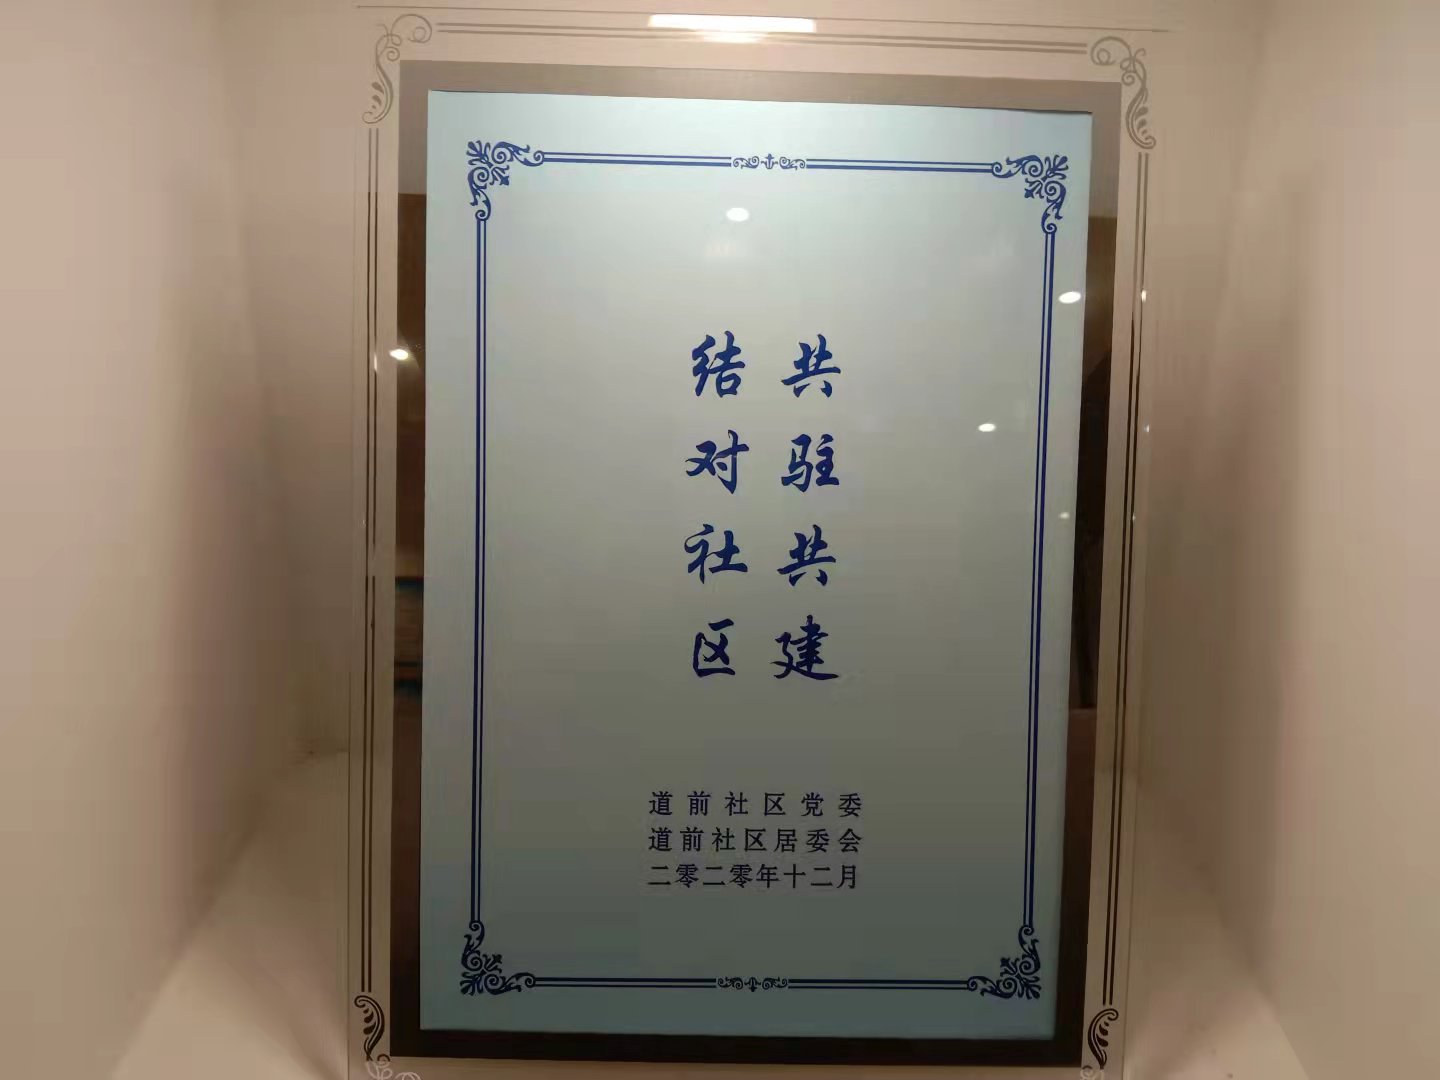 共驻共建
结对社区
道前社区党委
道前社区居委会
二零二零年十二月